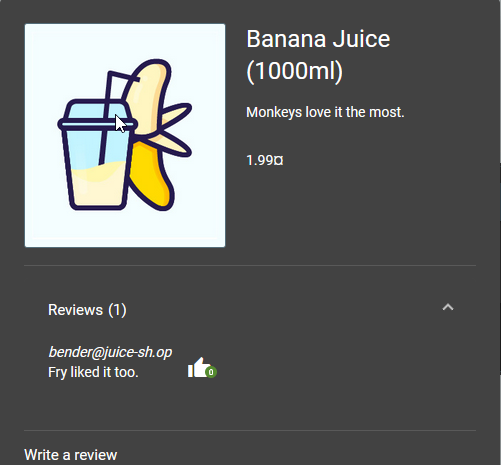 Banana Juice
(1000ml)
Monkeys love it the most.
1.99¤
Reviews (1)
bender@juice-sh.op
Fry liked it too.
0
Write a review